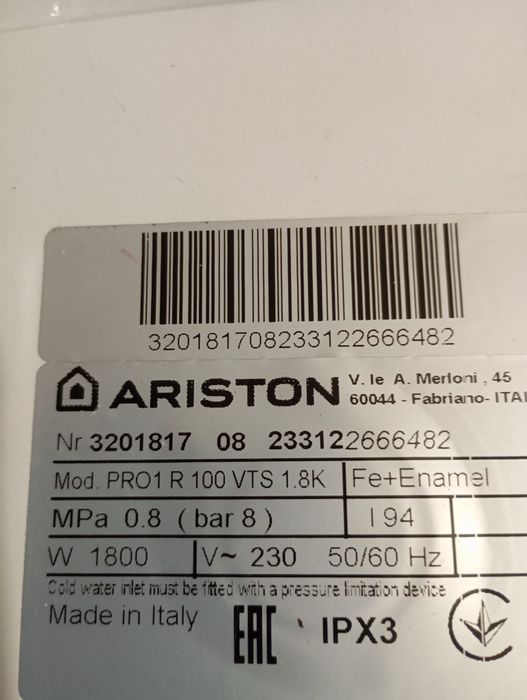 320181708233122666482
ARISTON V. le A. Merloni , 45
60044 - Fabriano- ITAL
Nr 3201817 08 233122666482
Mod. PRO1 R 100 VTS 1.8K Fe+Enamel
MPa 0.8 ( bar 8 ) l 94
W 1800 V~ 230 50/60 Hz
Cold water inlet must be fitted with a pressure limitation device
Made in Italy EAC IPX3